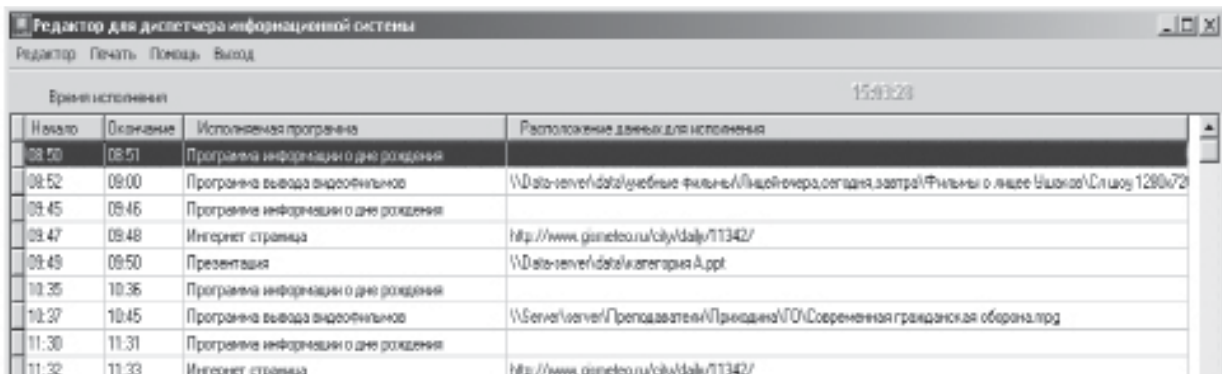 Редактор для диспетчера информационной системы
Редактор Печать Помощь Выход
Время исполнения 15:03:28
Начало Окончание Исполняемая программа Расположение данных для исполнения
08:50 08:51 Программа информации о дне рождения
08:52 09:00 Программа вывода видеофильмов \\Data-server\data\учебные фильмы\Лицей-вчера,сегодня,завтра\Фильмы о лицее Ушаков\Сл.шоу 1280x72
09:45 09:46 Программа информации о дне рождения
09:47 09:48 Интернет страница http://www.gismeteo.ru/city/daily/11342/
09:49 09:50 Презентация \\Data-server\data\категория А.ppt
10:35 10:36 Программа информации о дне рождения
10:37 10:45 Программа вывода видеофильмов \\Server\server\Преподаватели\Приходина\ГО\Современная гражданская оборона.mpg
11:30 11:31 Программа информации о дне рождения
11:32 11:33 Интернет страница http://www.gismeteo.ru/city/daily/11342/